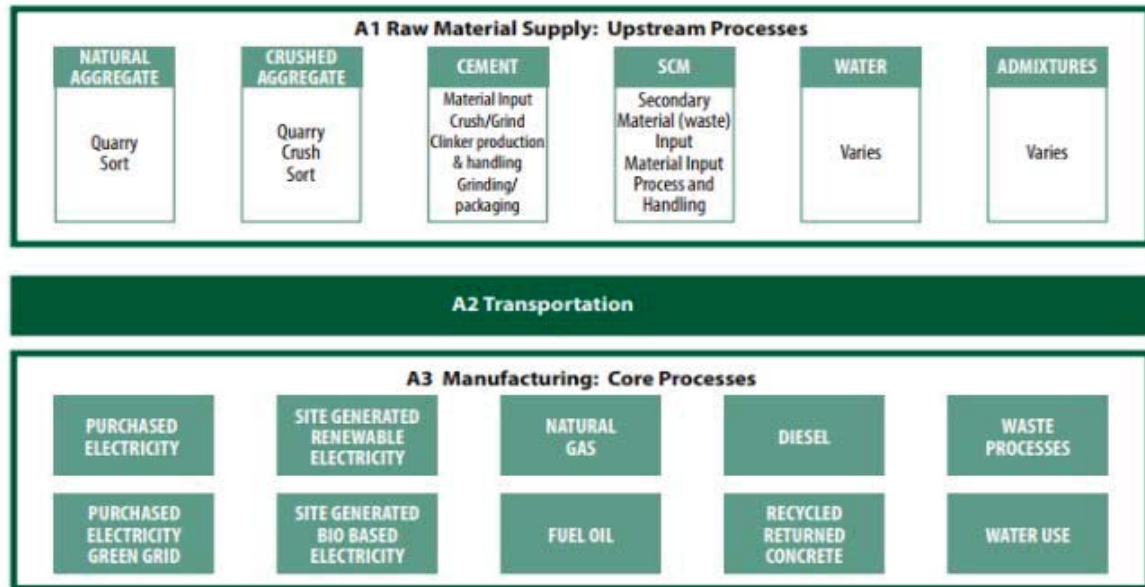 A1 Raw Material Supply: Upstream Processes
NATURAL
AGGREGATE
Quarry
Sort
CRUSHED
AGGREGATE
Quarry
Crush
Sort
CEMENT
Material Input
Crush/Grind
Clinker production
& handling
Grinding/
packaging
SCM
Secondary
Material (waste)
Input
Material Input
Process and
Handling
WATER
Varies
ADMIXTURES
Varies
A2 Transportation
A3 Manufacturing: Core Processes
PURCHASED
ELECTRICITY
SITE GENERATED
RENEWABLE
ELECTRICITY
NATURAL
GAS
DIESEL
WASTE
PROCESSES
PURCHASED
ELECTRICITY
GREEN GRID
SITE GENERATED
BIO BASED
ELECTRICITY
FUEL OIL
RECYCLED
RETURNED
CONCRETE
WATER USE